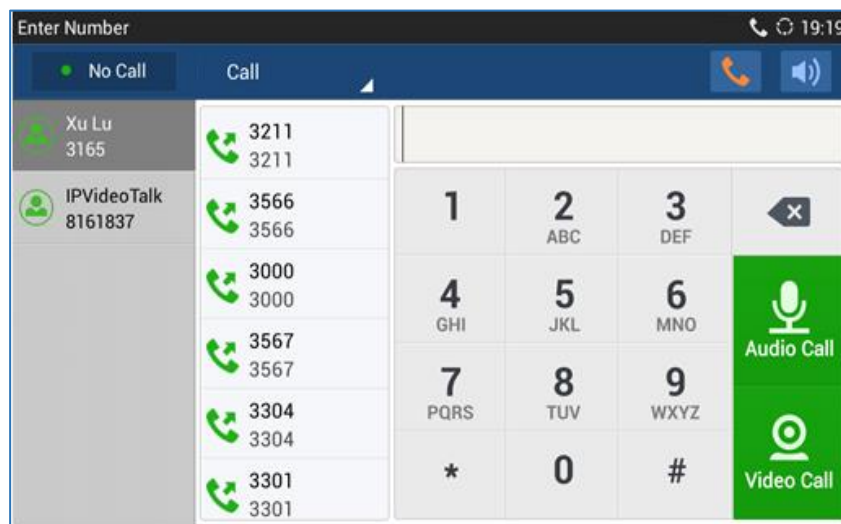 Enter Number
19:19
No Call
Call
Xu Lu
3165
IPVideoTalk
8161837
3211
3211
3566
3566
3000
3000
3567
3567
3304
3304
3301
3301
1
2
ABC
3
DEF
4
GHI
5
JKL
6
MNO
7
PQRS
8
TUV
9
WXYZ
*
0
#
Audio Call
Video Call